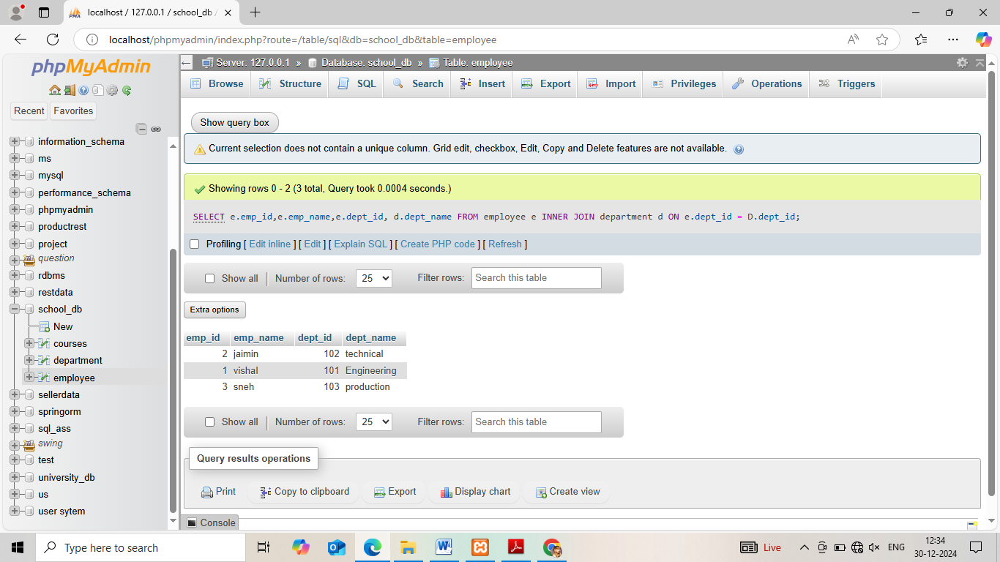 localhost / 127.0.0.1 / school_db /
localhost/phpmyadmin/index.php?route=/table/sql&db=school_db&table=employee
phpMyAdmin
Recent Favorites
information_schema
ms
mysql
performance_schema
phpmyadmin
productrest
project
question
rdbms
restdata
school_db
New
courses
department
employee
sellerdata
springorm
sql_ass
swing
test
university_db
us
user sytem
Server: 127.0.0.1 » Database: school_db » Table: employee
Browse Structure SQL Search Insert Export Import Privileges Operations Triggers
Show query box
Current selection does not contain a unique column. Grid edit, checkbox, Edit, Copy and Delete features are not available.
Showing rows 0 - 2 (3 total, Query took 0.0004 seconds.)
SELECT e.emp_id,e.emp_name,e.dept_id, d.dept_name FROM employee e INNER JOIN department d ON e.dept_id = D.dept_id;
Profiling [ Edit inline ] [ Edit ] [ Explain SQL ] [ Create PHP code ] [ Refresh ]
Show all | Number of rows: 25 Filter rows: Search this table
Extra options
emp_id emp_name dept_id dept_name
2 jaimin 102 technical
1 vishal 101 Engineering
3 sneh 103 production
Show all | Number of rows: 25 Filter rows: Search this table
Query results operations
Print Copy to clipboard Export Display chart Create view
Console
Type here to search
Live
ENG
12:34
30-12-2024